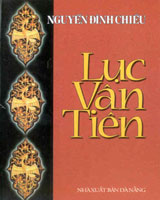 NGUYỄN ĐÌNH CHIỂU
Lục
Vân
Tiên
NHÀ XUẤT BẢN ĐÀ NẴNG